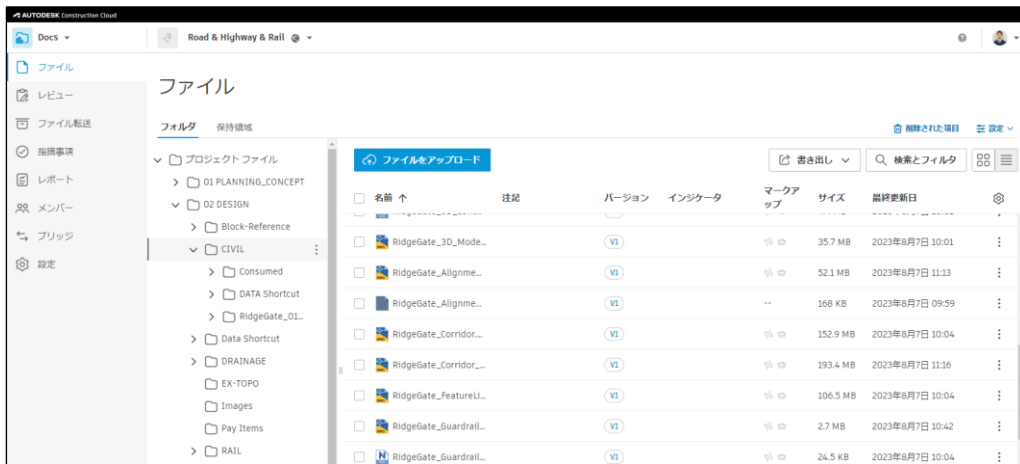 AUTODESK Construction Cloud
Docs
Road & Highway & Rail
ファイル
レビュー
ファイル転送
指摘事項
レポート
メンバー
ブリッジ
設定
ファイル
フォルダ 保持領域
削除された項目 設定
プロジェクト ファイル
01 PLANNING_CONCEPT
02 DESIGN
Block-Reference
CIVIL
Consumed
DATA Shortcut
RidgeGate_01...
Data Shortcut
DRAINAGE
EX-TOPO
Images
Pay Items
RAIL
ファイルをアップロード 書き出し 検索とフィルタ
名前 注記 バージョン インジケータ マークアップ サイズ 最終更新日
RidgeGate_3D_Mode... V1 35.7 MB 2023年8月7日 10:01
RidgeGate_Alignme... V1 52.1 MB 2023年8月7日 11:13
RidgeGate_Alignme... V1 -- 168 KB 2023年8月7日 09:59
RidgeGate_Corridor.... V1 152.9 MB 2023年8月7日 10:04
RidgeGate_Corridor_... V1 193.4 MB 2023年8月7日 11:16
RidgeGate_FeatureLi... V1 106.5 MB 2023年8月7日 10:04
RidgeGate_Guardrail... V1 2.7 MB 2023年8月7日 10:42
RidgeGate_Guardrail... V1 24.5 KB 2023年8月7日 10:04